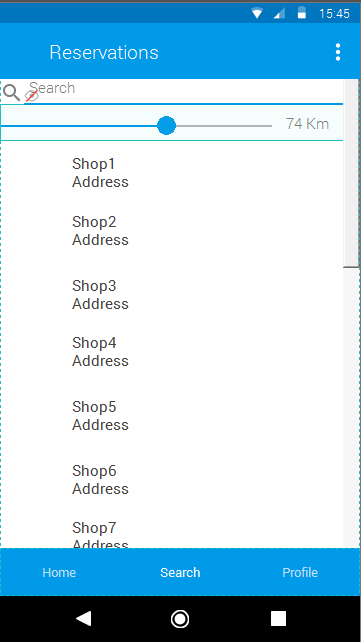 15:45
Reservations
Search
74 Km
Shop1
Address
Shop2
Address
Shop3
Address
Shop4
Address
Shop5
Address
Shop6
Address
Shop7
Address
Home Search Profile